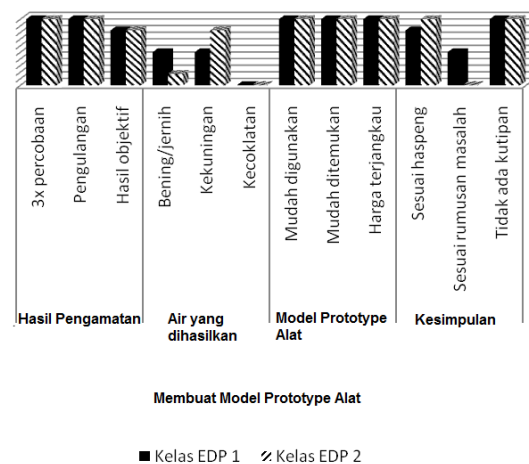 3x percobaan
Pengulangan
Hasil objektif
Bening/jernih
Kekuningan
Kecoklatan
Mudah digunakan
Mudah ditemukan
Harga terjangkau
Sesuai haspeng
Sesuai rumusan masalah
Tidak ada kutipan
Hasil Pengamatan
Air yang
dihasilkan
Model Prototype
Alat
Kesimpulan
Membuat Model Prototype Alat
Kelas EDP 1
Kelas EDP 2